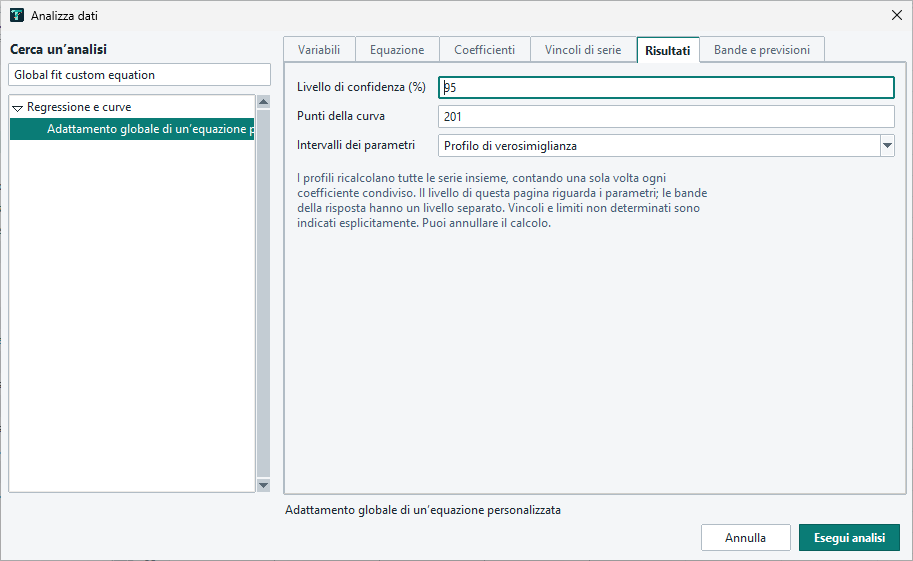 Analizza dati
Cerca un'analisi
Global fit custom equation
Regressione e curve
Adattamento globale di un'equazione p
Variabili
Equazione
Coefficienti
Vincoli di serie
Risultati
Bande e previsioni
Livello di confidenza (%)
95
Punti della curva
201
Intervalli dei parametri
Profilo di verosimiglianza
I profili ricalcolano tutte le serie insieme, contando una sola volta ogni
coefficiente condiviso. Il livello di questa pagina riguarda i parametri; le bande
della risposta hanno un livello separato. Vincoli e limiti non determinati sono
indicati esplicitamente. Puoi annullare il calcolo.
Adattamento globale di un'equazione personalizzata
Annulla
Esegui analisi